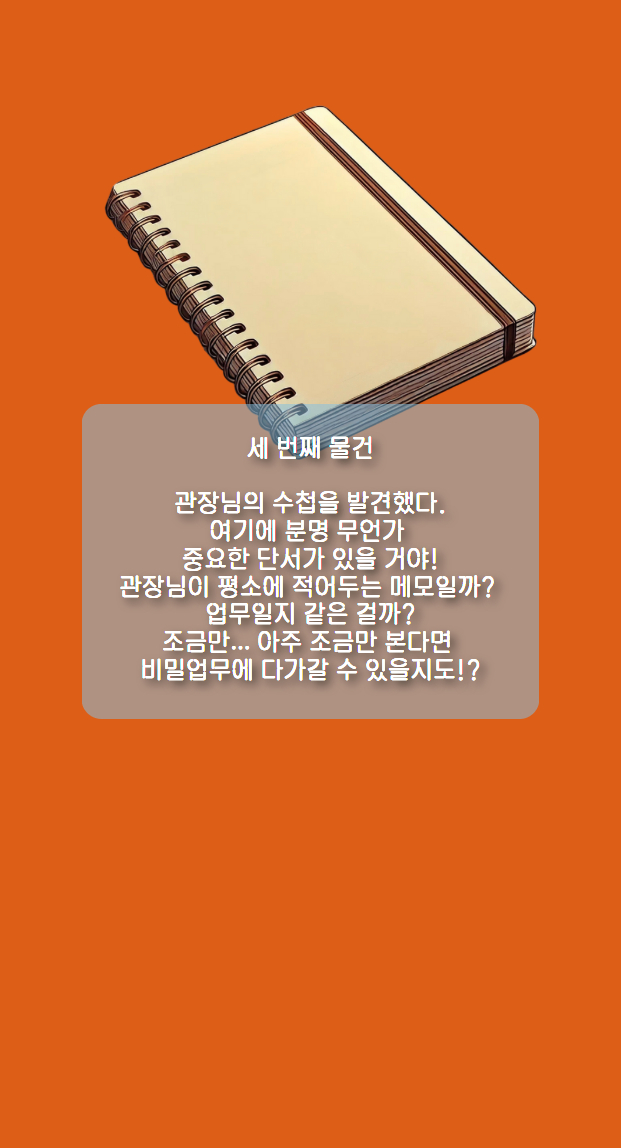 세 번째 물건
관장님의 수첩을 발견했다.
여기에 분명 무언가
중요한 단서가 있을 거야!
관장님이 평소에 적어두는 메모일까?
업무일지 같은 걸까?
조금만... 아주 조금만 본다면
비밀업무에 다가갈 수 있을지도!?